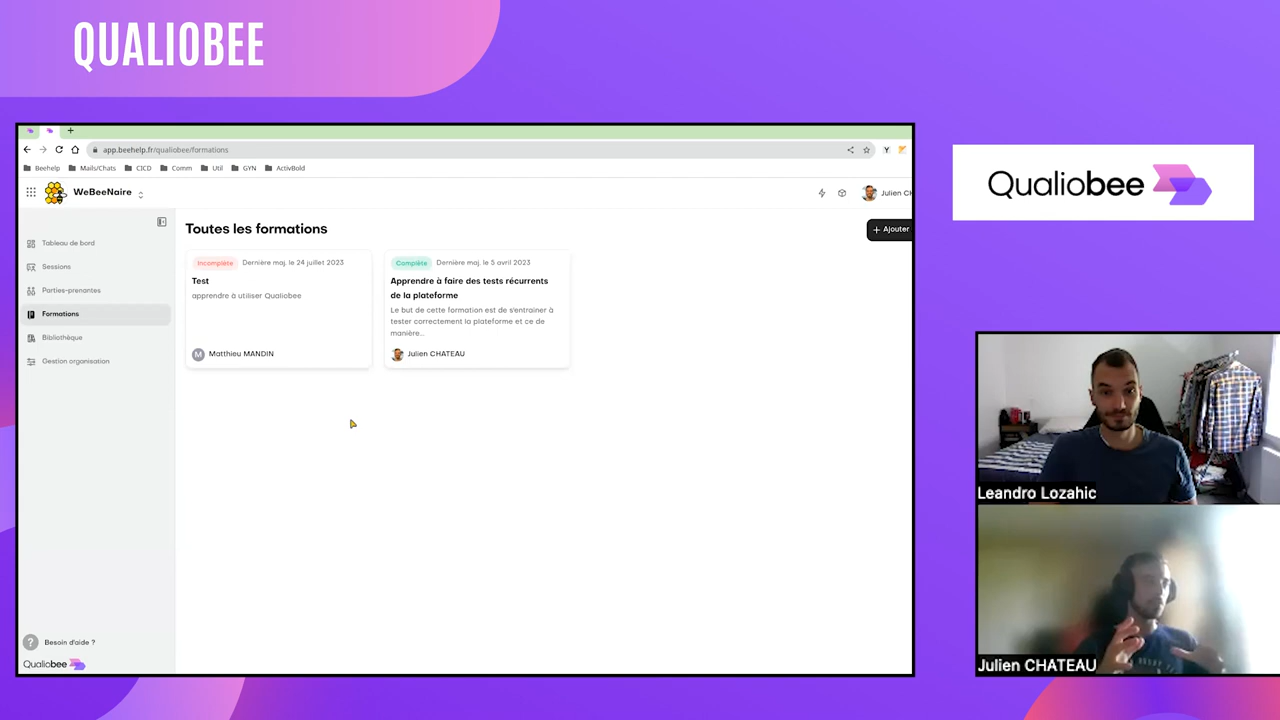 QUALIOBEE
app.beehelp.fr/qualiobee/formations
Beehelp
Mails/Chats
CICD
Comm
Util
GYN
ActivBold
WeBeeNaire
Julien CH
Tableau de bord
Sessions
Parties-prenantes
Formations
Bibliothèque
Gestion organisation
Besoin d'aide ?
Qualiobee
Toutes les formations
+ Ajouter
Incomplète
Dernière maj. le 24 juillet 2023
Test
apprendre à utiliser Qualiobee
M
Matthieu MANDIN
Complète
Dernière maj. le 5 avril 2023
Apprendre à faire des tests récurrents
de la plateforme
Le but de cette formation est de s'entrainer à
tester correctement la plateforme et ce de
manière...
Julien CHATEAU
Qualiobee
Leandro Lozahic
Julien CHATEAU